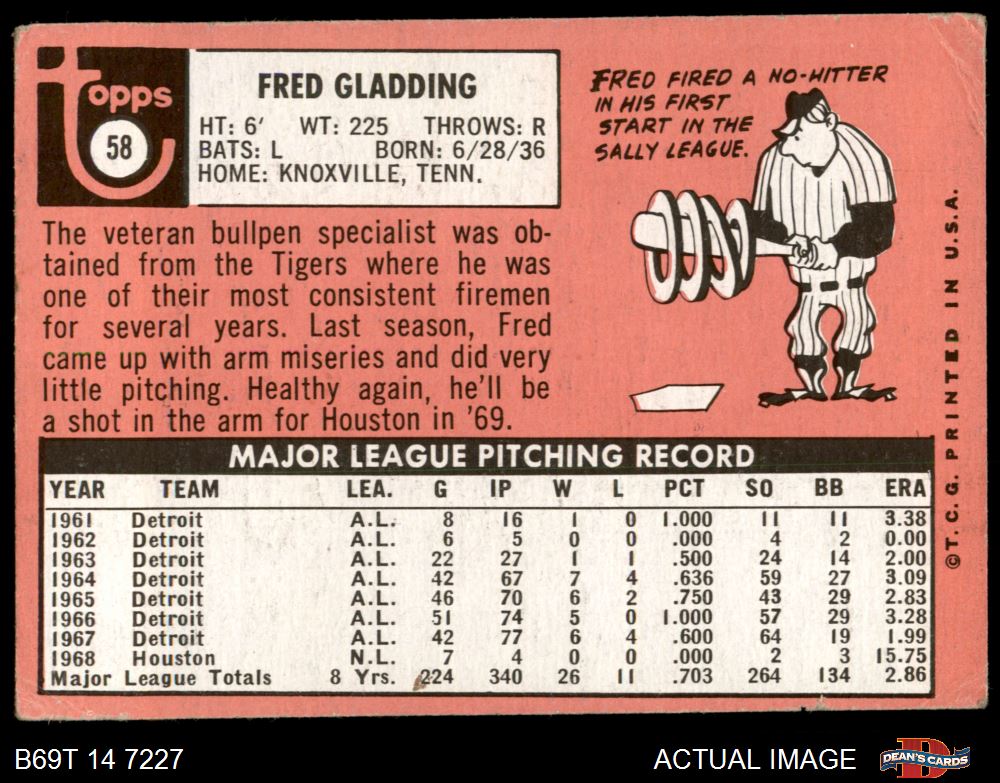 topps
58
FRED GLADDING
HT: 6' WT: 225 THROWS: R
BATS: L BORN: 6/28/36
HOME: KNOXVILLE, TENN.
FRED FIRED A NO-HITTER
IN HIS FIRST
START IN THE
SALLY LEAGUE.
The veteran bullpen specialist was ob-
tained from the Tigers where he was
one of their most consistent firemen
for several years. Last season, Fred
came up with arm miseries and did very
little pitching. Healthy again, he'll be
a shot in the arm for Houston in '69.
MAJOR LEAGUE PITCHING RECORD
YEAR TEAM LEA. G IP W L PCT SO BB ERA
1961 Detroit A.L. 8 16 1 0 1.000 11 11 3.38
1962 Detroit A.L. 6 5 0 0 .000 4 2 0.00
1963 Detroit A.L. 22 27 1 1 .500 24 14 2.00
1964 Detroit A.L. 42 67 7 4 .636 59 27 3.09
1965 Detroit A.L. 46 70 6 2 .750 43 29 2.83
1966 Detroit A.L. 51 74 5 0 1.000 57 29 3.28
1967 Detroit A.L. 42 77 6 4 .600 64 19 1.99
1968 Houston N.L. 7 4 0 0 .000 2 3 15.75
Major League Totals 8 Yrs. 224 340 26 11 .703 264 134 2.86
©T. C. G. PRINTED IN U.S.A.
B69T 14 7227
ACTUAL IMAGE
D
DEAN'S CARDS